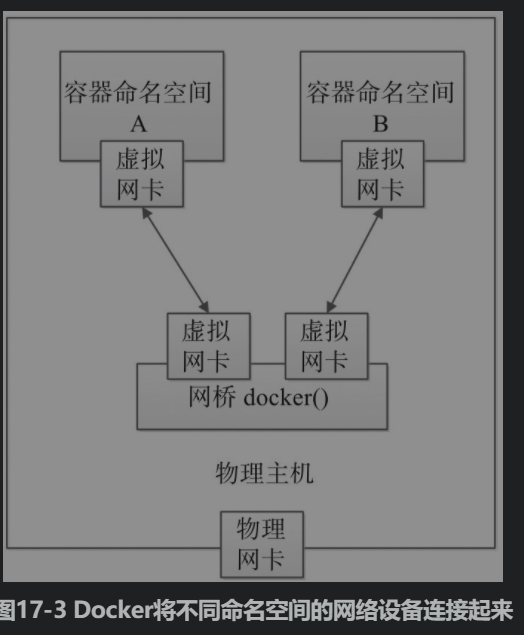 容器命名空间
A
虚拟
网卡
容器命名空间
B
虚拟
网卡
虚拟
网卡
虚拟
网卡
网桥 docker()
物理主机
物理
网卡
图17-3 Docker将不同命名空间的网络设备连接起来